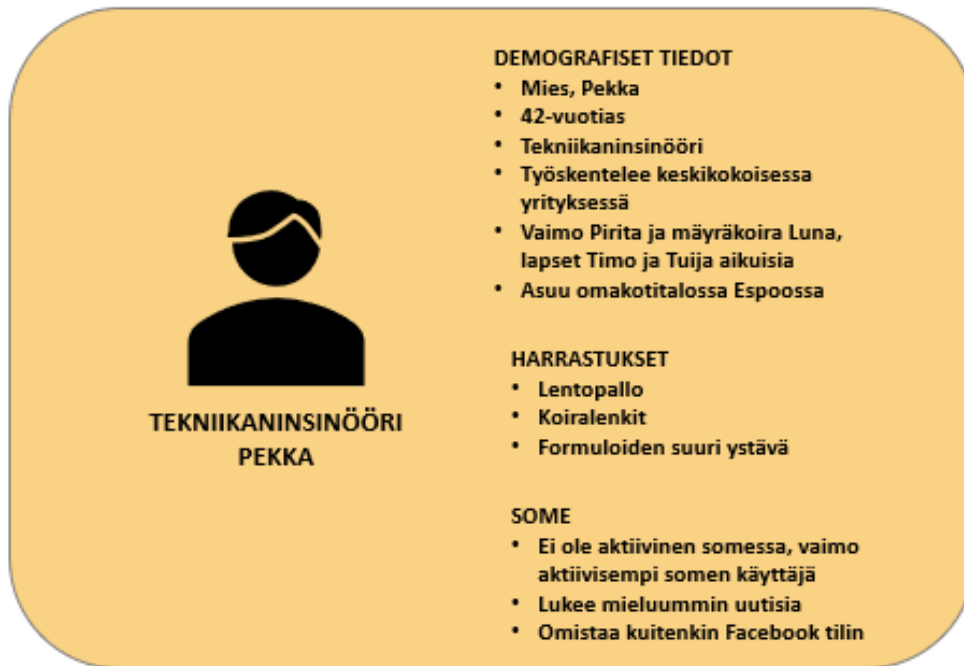 TEKNIIKANINSINÖÖRI
PEKKA
DEMOGRAFISET TIEDOT
• Mies, Pekka
• 42-vuotias
• Tekniikaninsinööri
• Työskentelee keskikokoisessa
yrityksessä
• Vaimo Pirita ja mäyräkoira Luna,
lapset Timo ja Tuija aikuisia
• Asuu omakotitalossa Espoossa
HARRASTUKSET
• Lentopallo
• Koiralenkit
• Formuloiden suuri ystävä
SOME
• Ei ole aktiivinen somessa, vaimo
aktiivisempi somen käyttäjä
• Lukee mieluummin uutisia
• Omistaa kuitenkin Facebook tilin